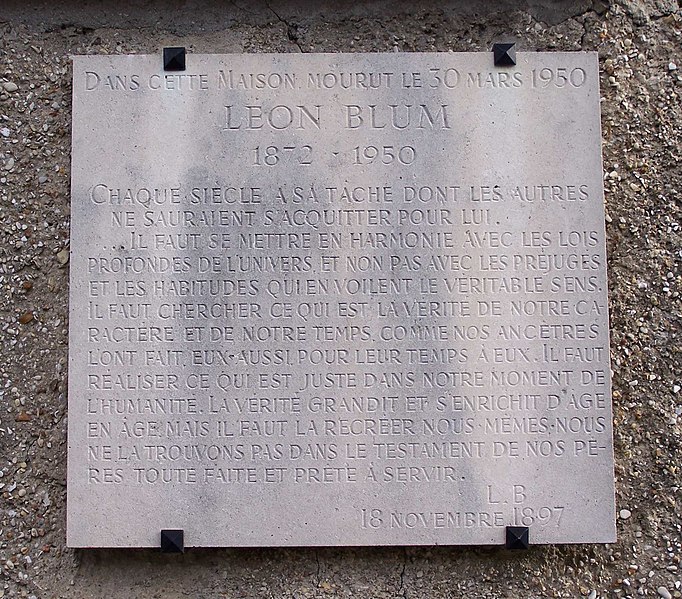 DANS CETTE MAISON, MOURUT LE 30 MARS 1950
LÉON BLUM
1872 - 1950
CHAQUE SIÈCLE A SA TÂCHE DONT LES AUTRES
NE SAURAIENT S'ACQUITTER POUR LUI.
... IL FAUT SE METTRE EN HARMONIE AVEC LES LOIS
PROFONDES DE L'UNIVERS, ET NON PAS AVEC LES PRÉJUGÉS
ET LES HABITUDES QUI EN VOILENT LE VÉRITABLE SENS.
IL FAUT CHERCHER CE QUI EST LA VÉRITÉ DE NOTRE CA-
RACTÈRE ET DE NOTRE TEMPS, COMME NOS ANCÊTRES
L'ONT FAIT, EUX-AUSSI, POUR LEUR TEMPS À EUX. IL FAUT
RÉALISER CE QUI EST JUSTE DANS NOTRE MOMENT DE
L'HUMANITÉ. LA VÉRITÉ GRANDIT ET S'ENRICHIT D'ÂGE
EN ÂGE, MAIS IL FAUT LA RECRÉER NOUS-MÊMES. NOUS
NE LA TROUVONS PAS DANS LE TESTAMENT DE NOS PÈ-
RES TOUTE FAITE ET PRÊTE À SERVIR.
L. B
18 NOVEMBRE 1897